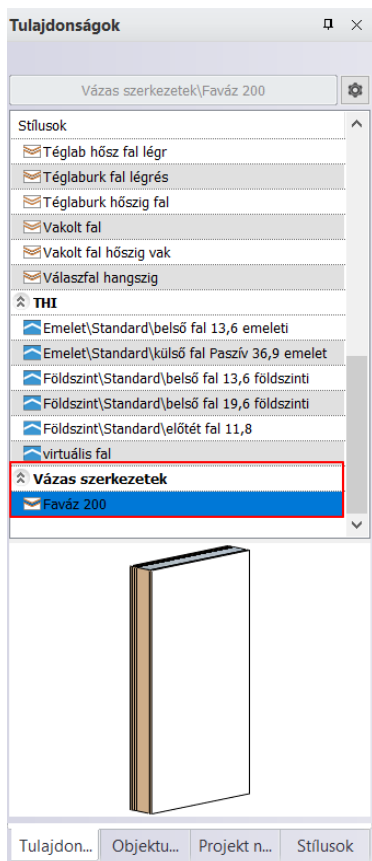 Tulajdonságok
Vázas szerkezetek\Faváz 200
Stílusok
Téglab hősz fal légr
Téglaburk fal légrés
Téglaburk hőszig fal
Vakolt fal
Vakolt fal hőszig vak
Válaszfal hangszig
THI
Emelet\Standard\belső fal 13,6 emeleti
Emelet\Standard\külső fal Paszív 36,9 emelet
Földszint\Standard\belső fal 13,6 földszinti
Földszint\Standard\belső fal 19,6 földszinti
Földszint\Standard\előtét fal 11,8
virtuális fal
Vázas szerkezetek
Faváz 200
Tulajdon... Objektu... Projekt n... Stílusok